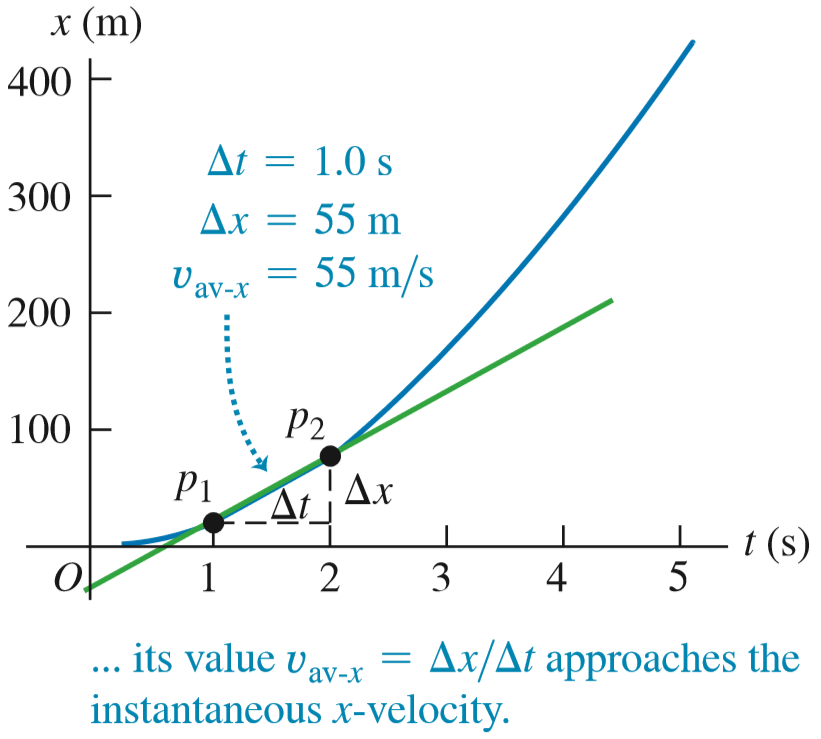 x (m)
400
300
200
100
Δt = 1.0 s
Δx = 55 m
v_av-x = 55 m/s
p₂
p₁
Δt
Δx
O
1
2
3
4
5
t (s)
... its value v_av-x = Δx/Δt approaches the
instantaneous x-velocity.